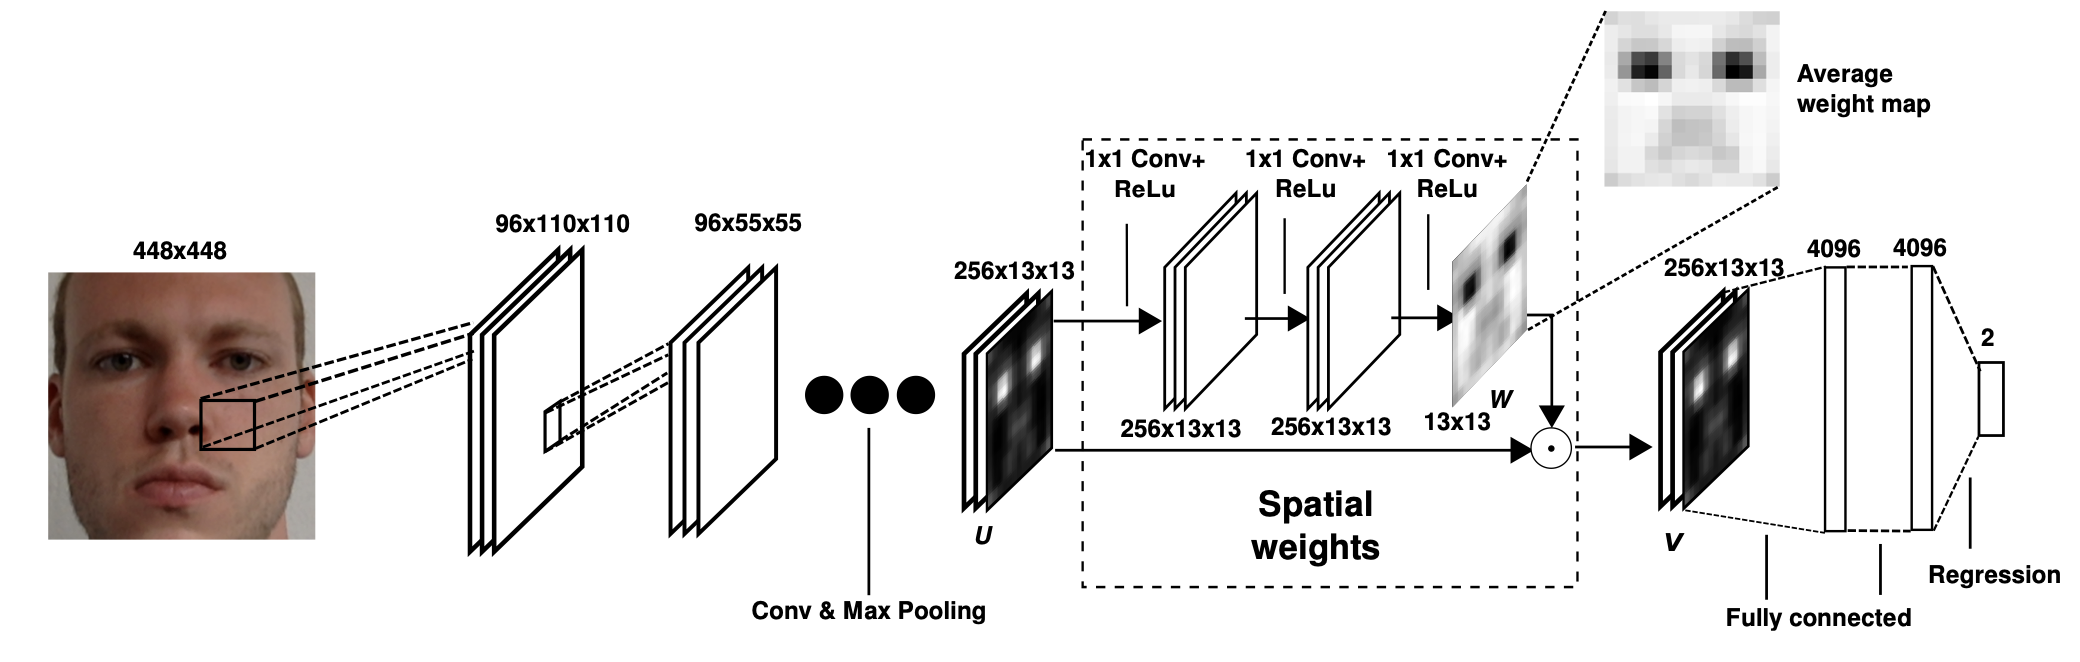 448x448
96x110x110
96x55x55
Conv & Max Pooling
256x13x13
U
1x1 Conv+
ReLu
1x1 Conv+
ReLu
1x1 Conv+
ReLu
256x13x13
256x13x13
13x13
W
Spatial
weights
Average
weight map
256x13x13
V
4096
4096
2
Fully connected
Regression